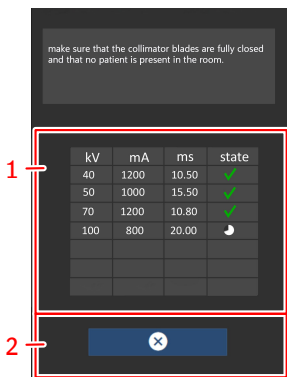 make sure that the collimator blades are fully closed
and that no patient is present in the room.
1
kV mA ms state
40 1200 10.50
50 1000 15.50
70 1200 10.80
100 800 20.00
2